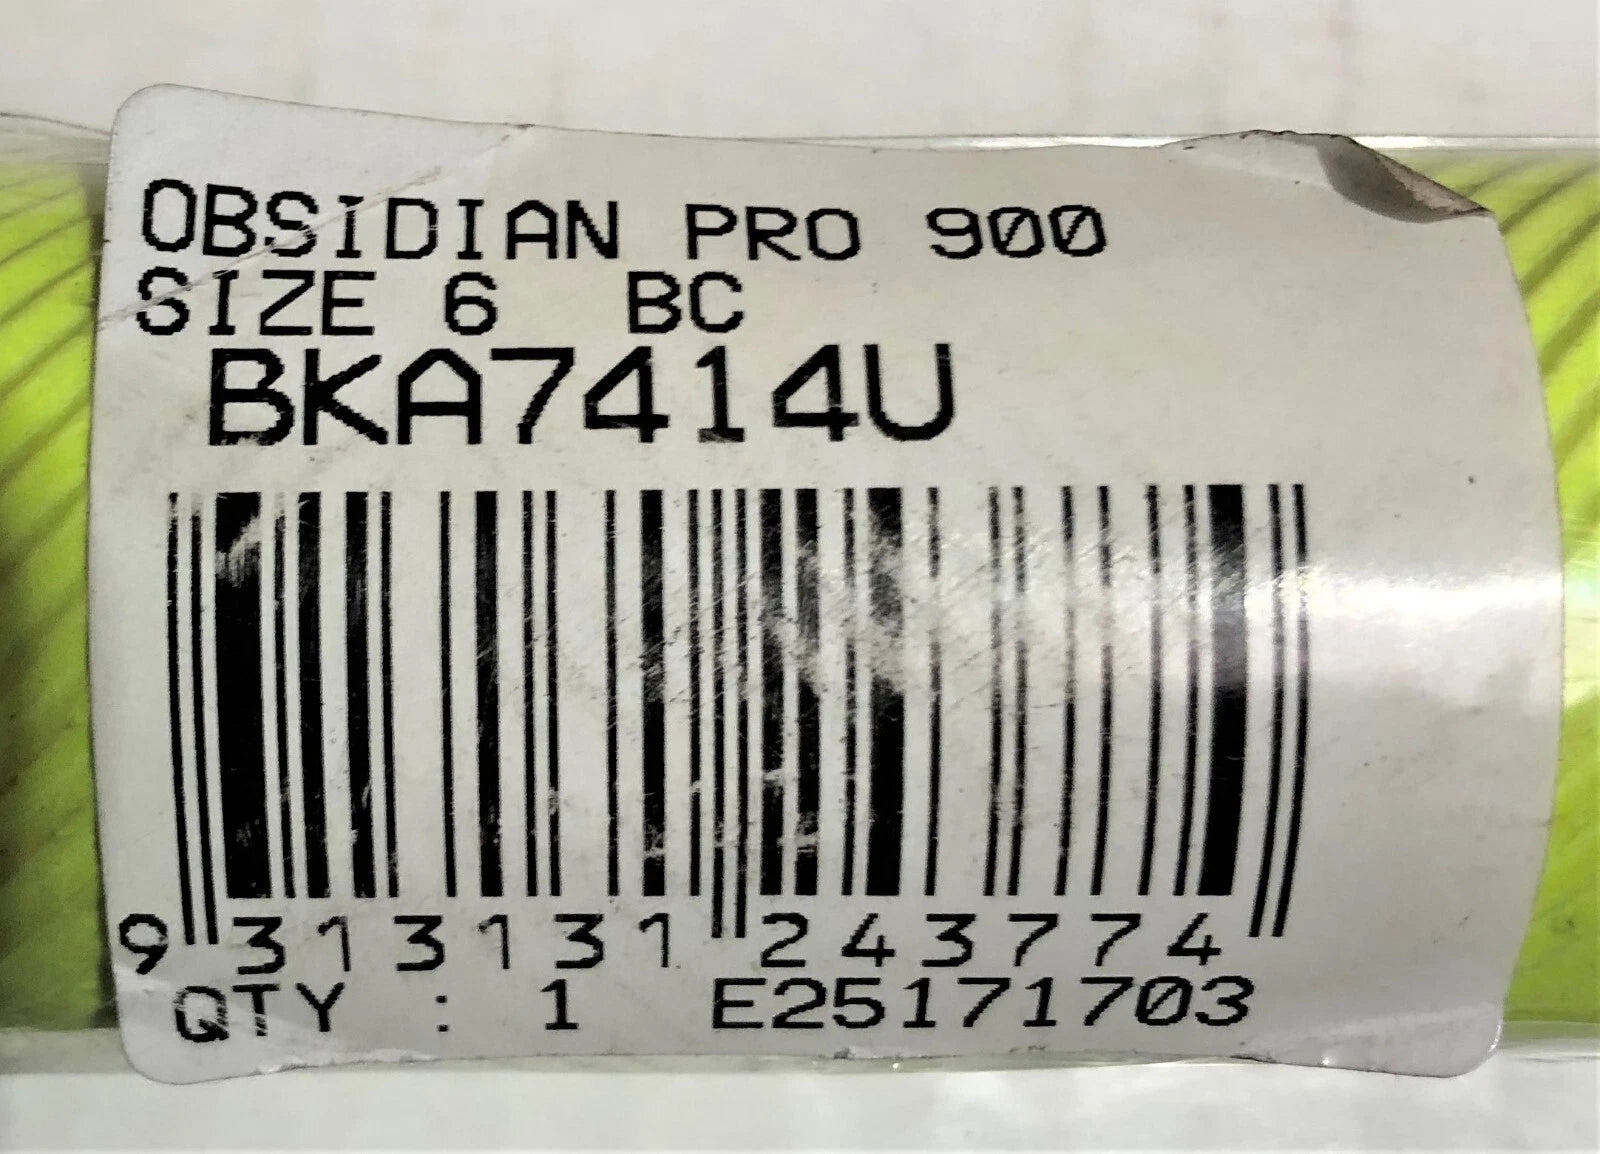 OBSIDIAN PRO 900
SIZE 6 BC
BKA7414U
9 313131 243774
QTY : 1 E25171703